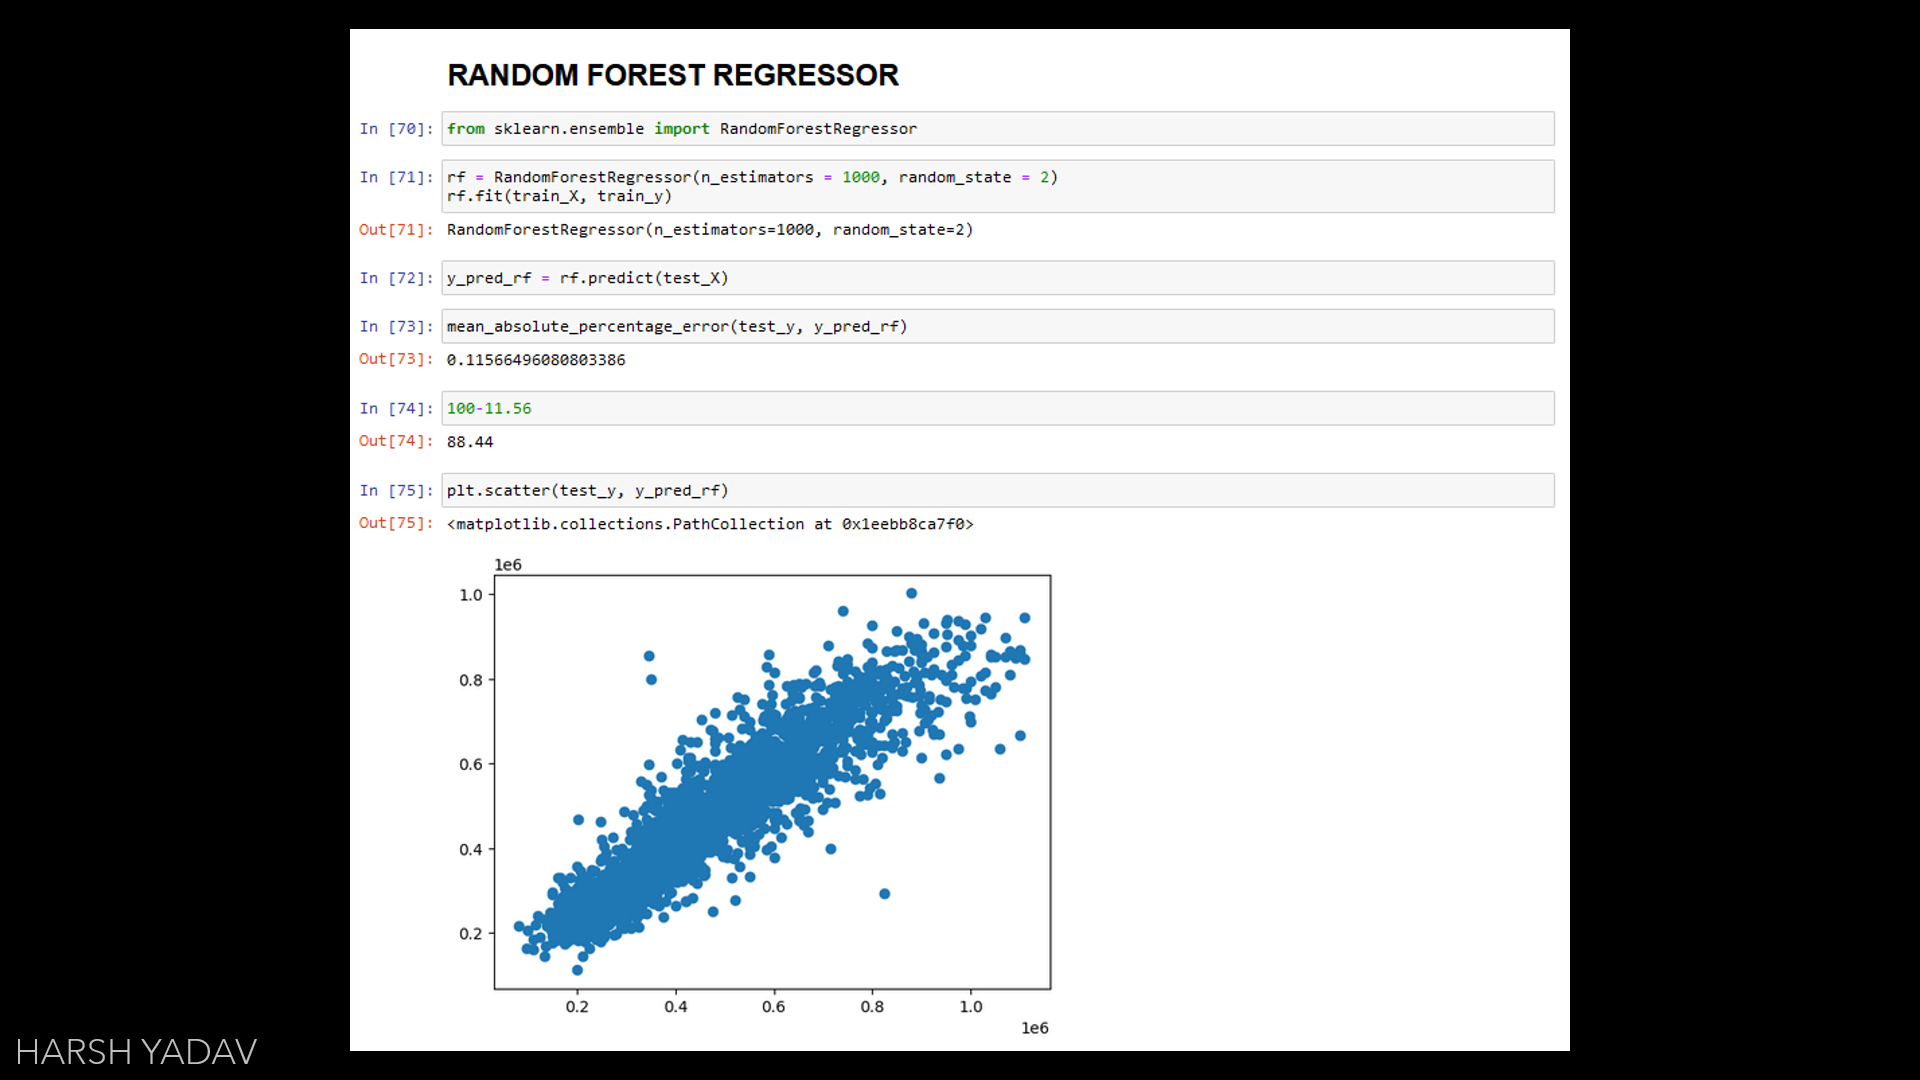 RANDOM FOREST REGRESSOR
In [70]: from sklearn.ensemble import RandomForestRegressor
In [71]: rf = RandomForestRegressor(n_estimators = 1000, random_state = 2)
rf.fit(train_X, train_y)
Out[71]: RandomForestRegressor(n_estimators=1000, random_state=2)
In [72]: y_pred_rf = rf.predict(test_X)
In [73]: mean_absolute_percentage_error(test_y, y_pred_rf)
Out[73]: 0.11566496080803386
In [74]: 100-11.56
Out[74]: 88.44
In [75]: plt.scatter(test_y, y_pred_rf)
Out[75]: <matplotlib.collections.PathCollection at 0x1eebb8ca7f0>
1e6
1.0
0.8
0.6
0.4
0.2
0.2 0.4 0.6 0.8 1.0
1e6
HARSH YADAV